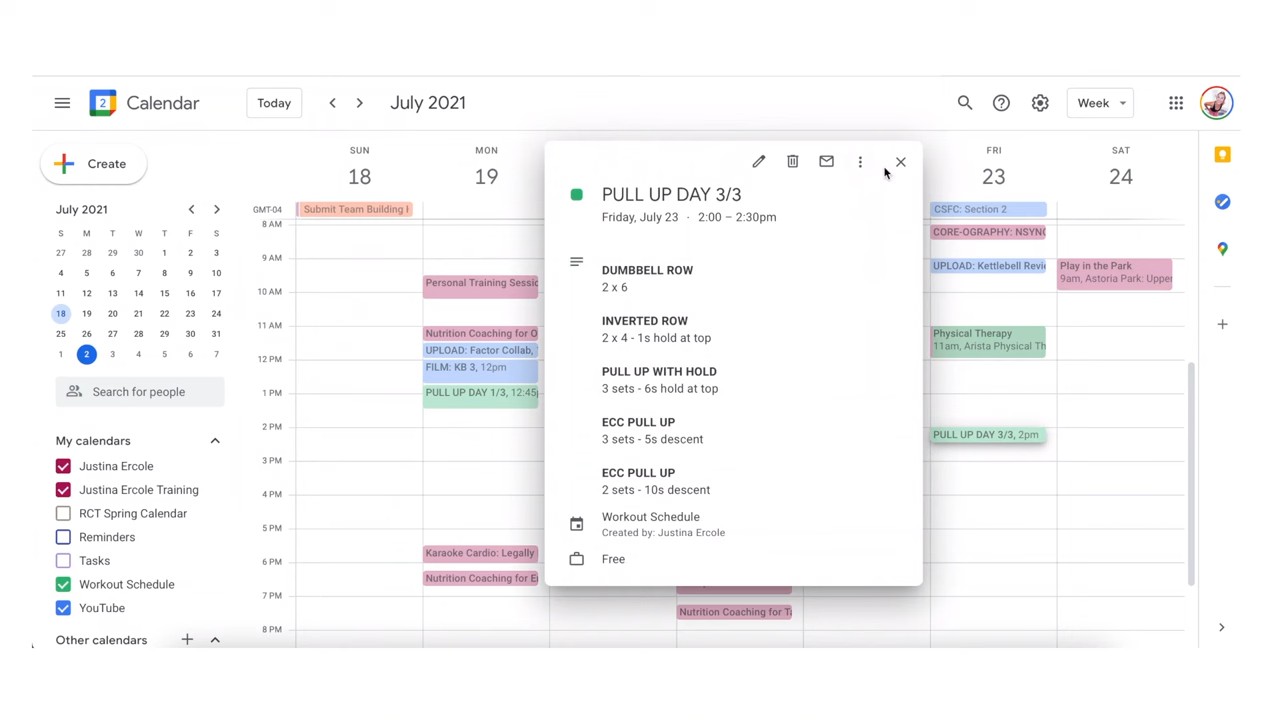 2 Calendar Today July 2021 Week
Create
SUN MON FRI SAT
18 19 23 24
July 2021
S M T W T F S
27 28 29 30 1 2 3
4 5 6 7 8 9 10
11 12 13 14 15 16 17
18 19 20 21 22 23 24
25 26 27 28 29 30 31
1 2 3 4 5 6 7
Search for people
My calendars
Justina Ercole
Justina Ercole Training
RCT Spring Calendar
Reminders
Tasks
Workout Schedule
YouTube
Other calendars
GMT-04
8 AM
9 AM
10 AM
11 AM
12 PM
1 PM
2 PM
3 PM
4 PM
5 PM
6 PM
7 PM
8 PM
Submit Team Building
Personal Training Sessio
Nutrition Coaching for
UPLOAD: Factor Collab,
FILM: KB 3, 12pm
PULL UP DAY 1/3, 12:45
Karaoke Cardio: Legally
Nutrition Coaching for
PULL UP DAY 3/3
Friday, July 23 · 2:00 – 2:30pm
DUMBBELL ROW
2 x 6
INVERTED ROW
2 x 4 - 1s hold at top
PULL UP WITH HOLD
3 sets - 6s hold at top
ECC PULL UP
3 sets - 5s descent
ECC PULL UP
2 sets - 10s descent
Workout Schedule
Created by: Justina Ercole
Free
Nutrition Coaching for
CSFC: Section 2
CORE-OGRAPHY: NSYNC
UPLOAD: Kettlebell Revie
Physical Therapy
11am, Arista Physical Th
PULL UP DAY 3/3, 2pm
Play in the Park
9am, Astoria Park: Upper